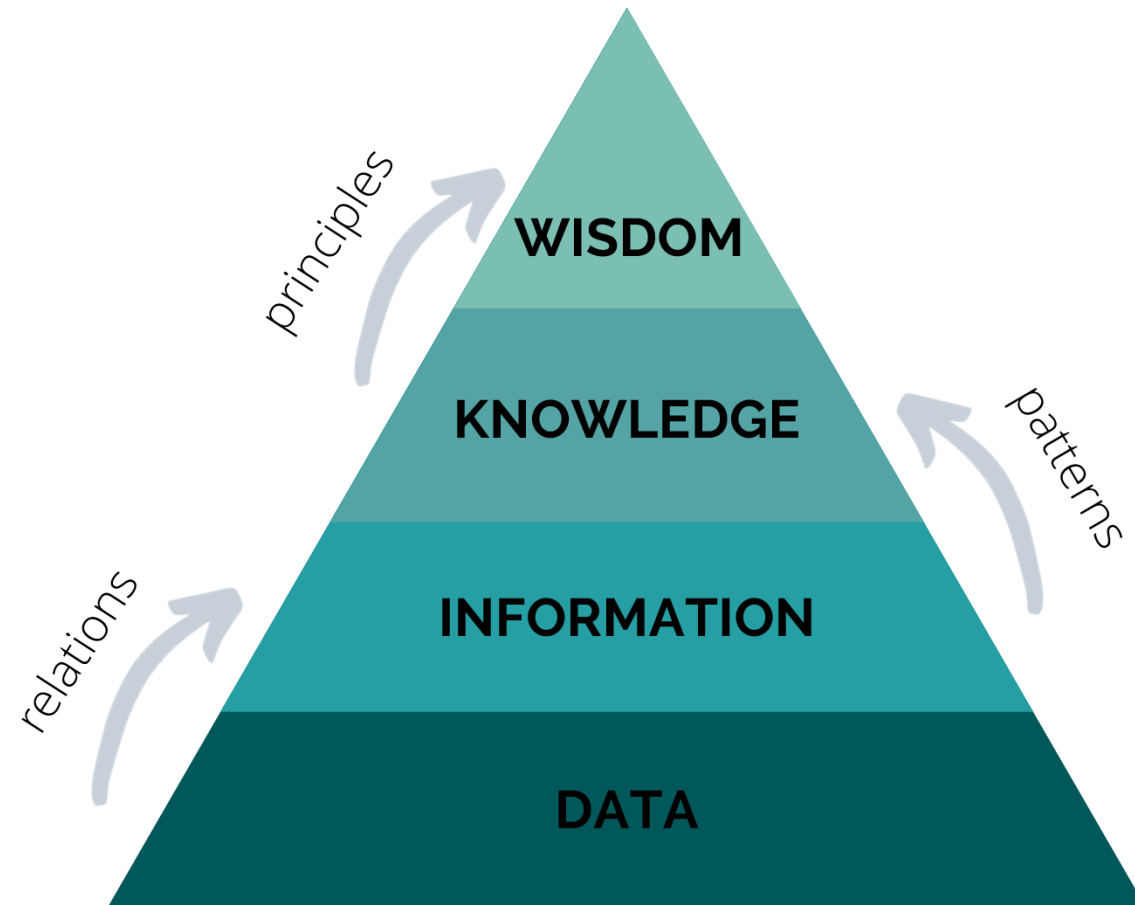 principles
WISDOM
KNOWLEDGE
patterns
relations
INFORMATION
DATA